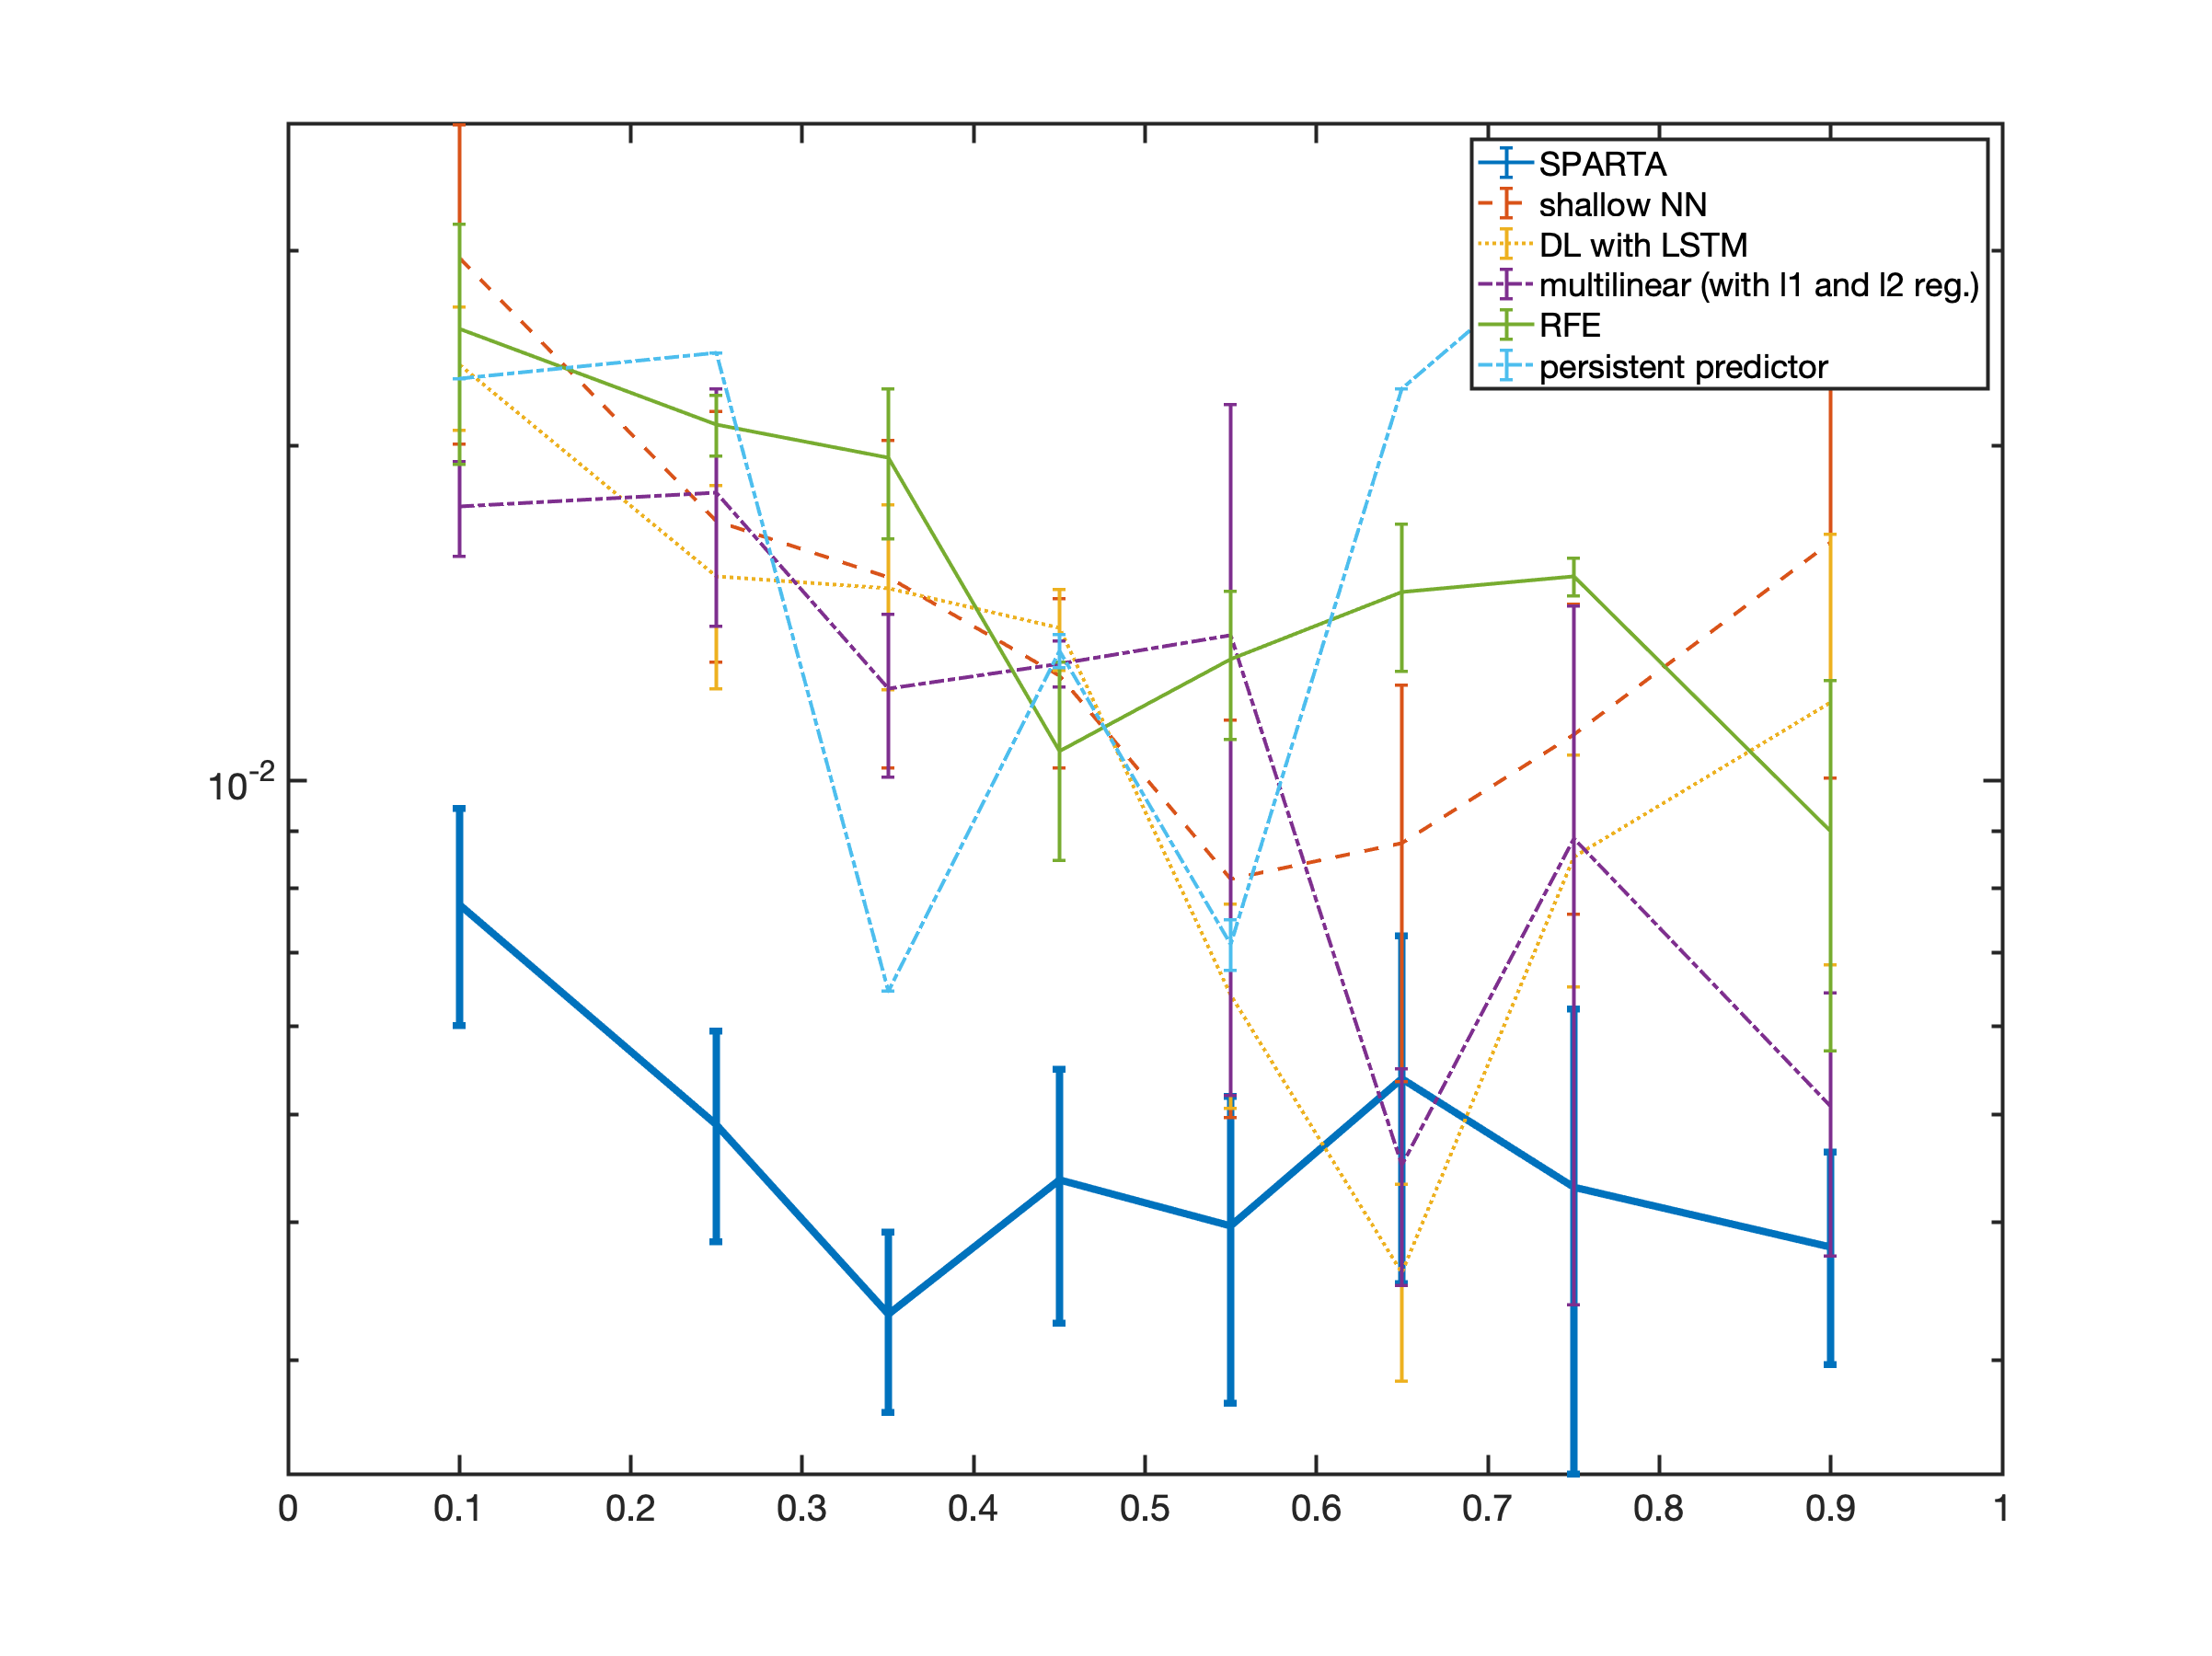 SPARTA
shallow NN
DL with LSTM
multilinear (with l1 and l2 reg.)
RFE
persistent predictor
10-2
0 0.1 0.2 0.3 0.4 0.5 0.6 0.7 0.8 0.9 1